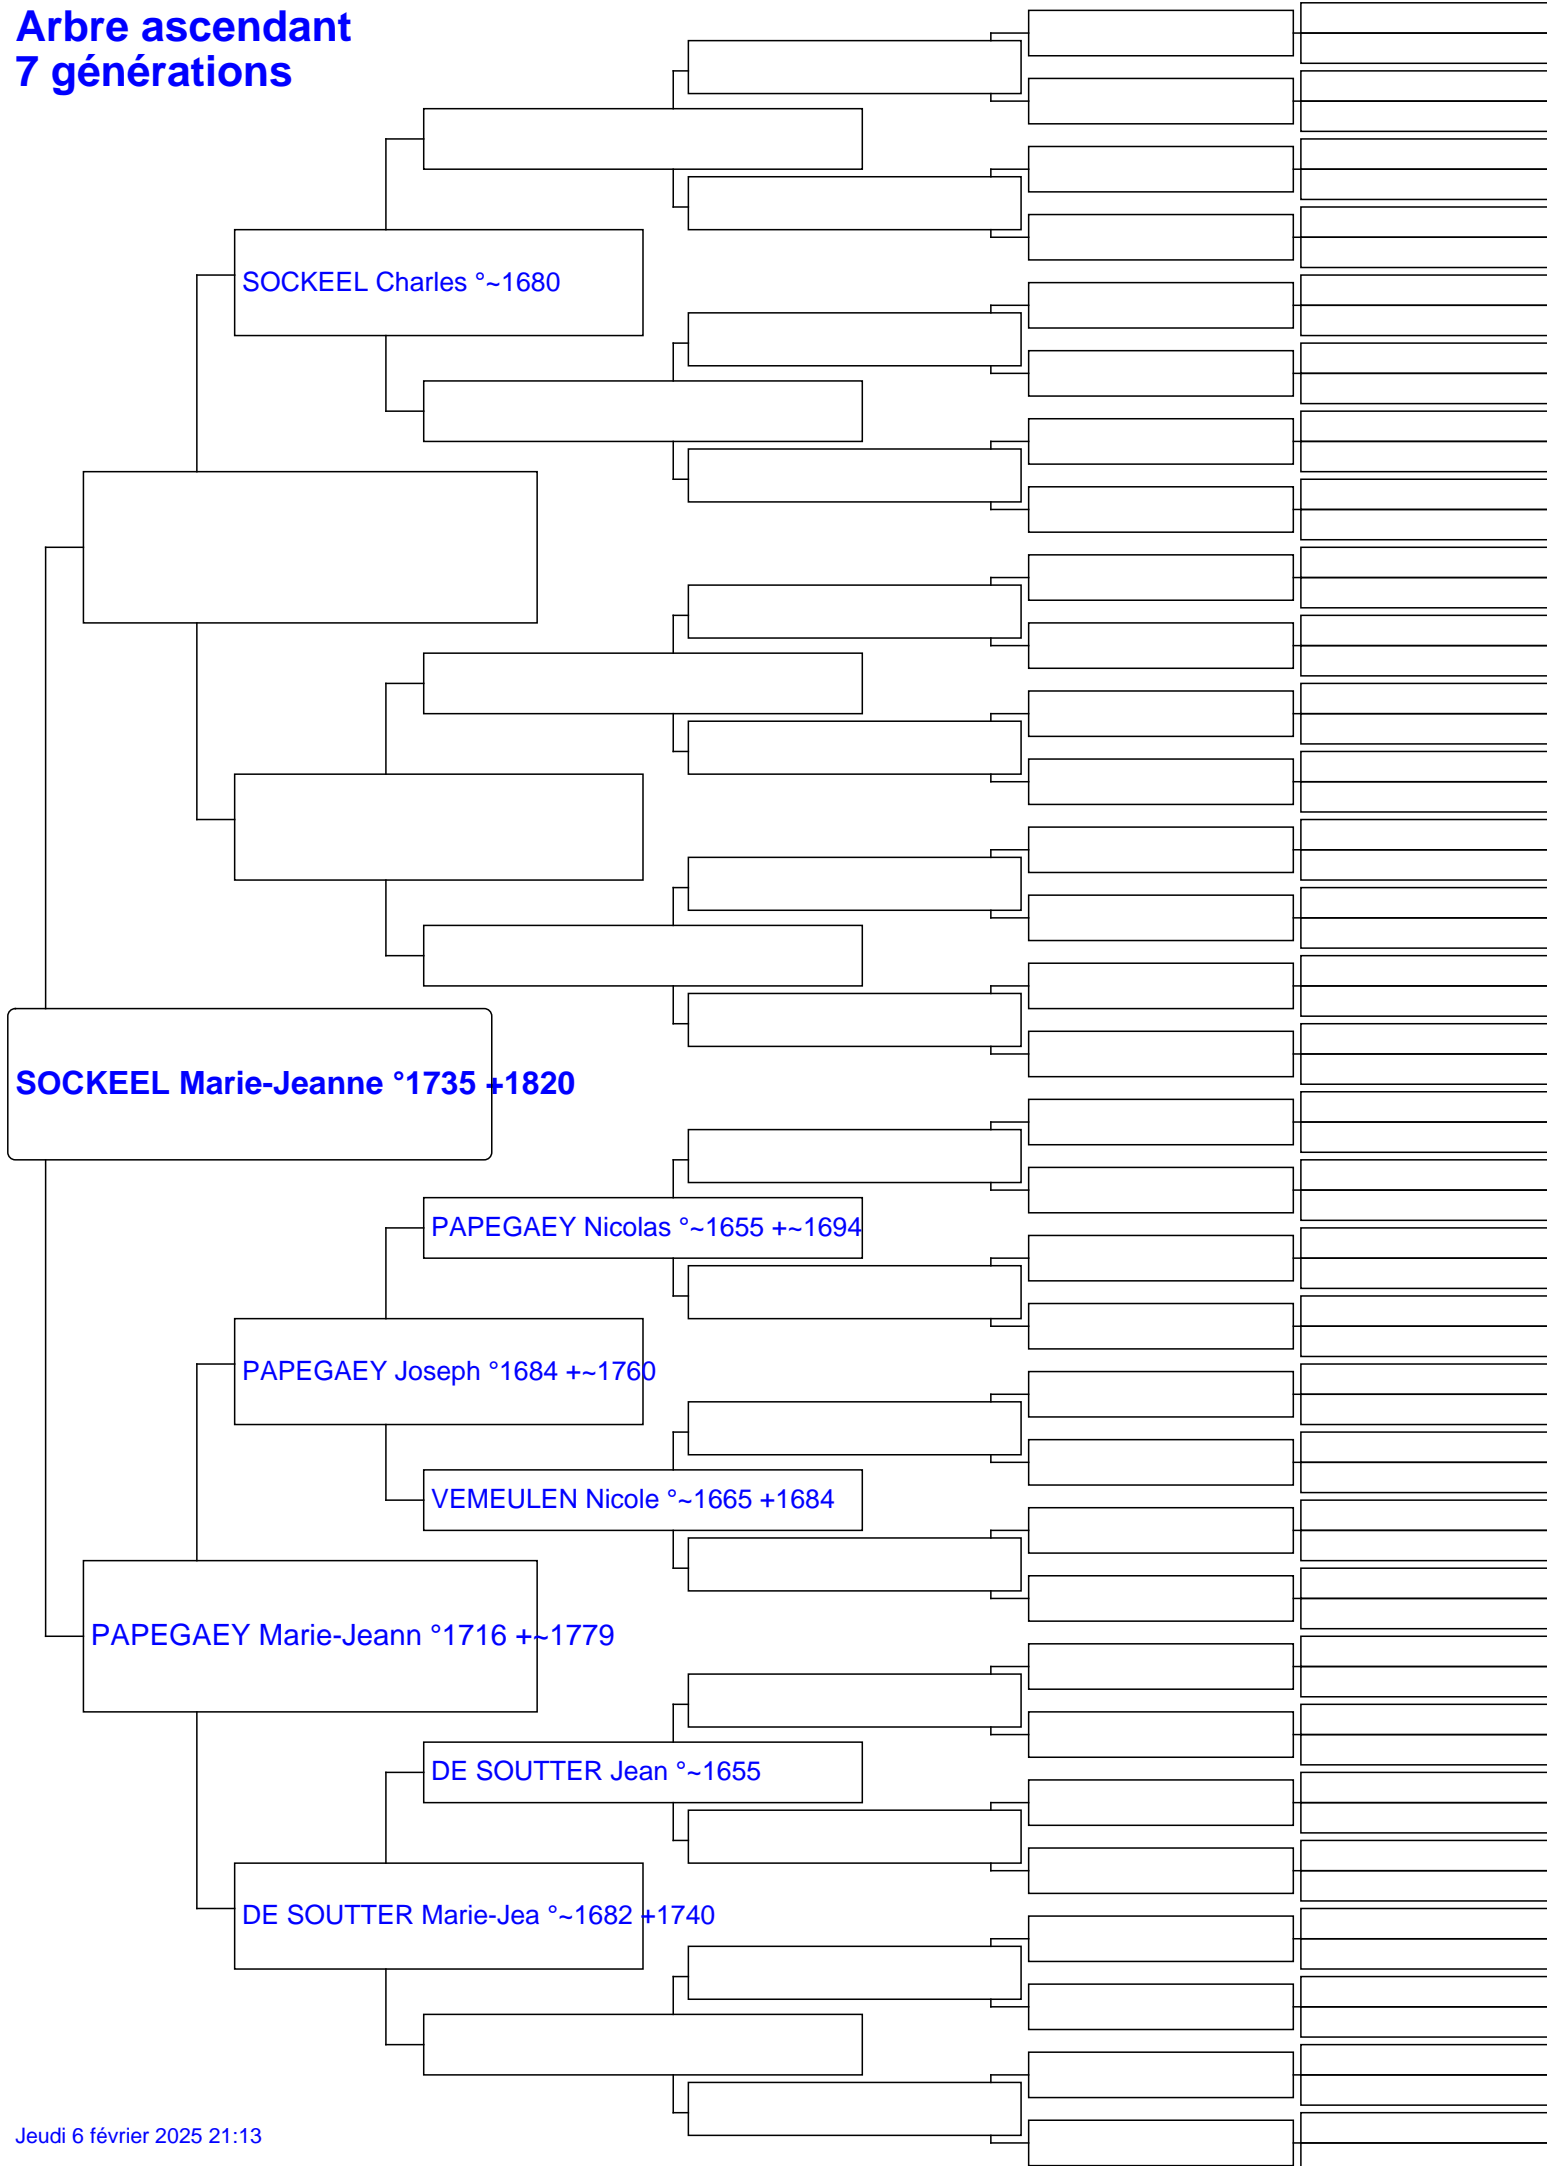 Arbre ascendant
7 générations
SOCKEEL Charles °~1680
SOCKEEL Marie-Jeanne °1735 +1820
PAPEGAEY Nicolas °~1655 +~1694
PAPEGAEY Joseph °1684 +~1760
VEMEULEN Nicole °~1665 +1684
PAPEGAEY Marie-Jeann °1716 +~1779
DE SOUTTER Jean °~1655
DE SOUTTER Marie-Jea °~1682 +1740
Jeudi 6 février 2025 21:13